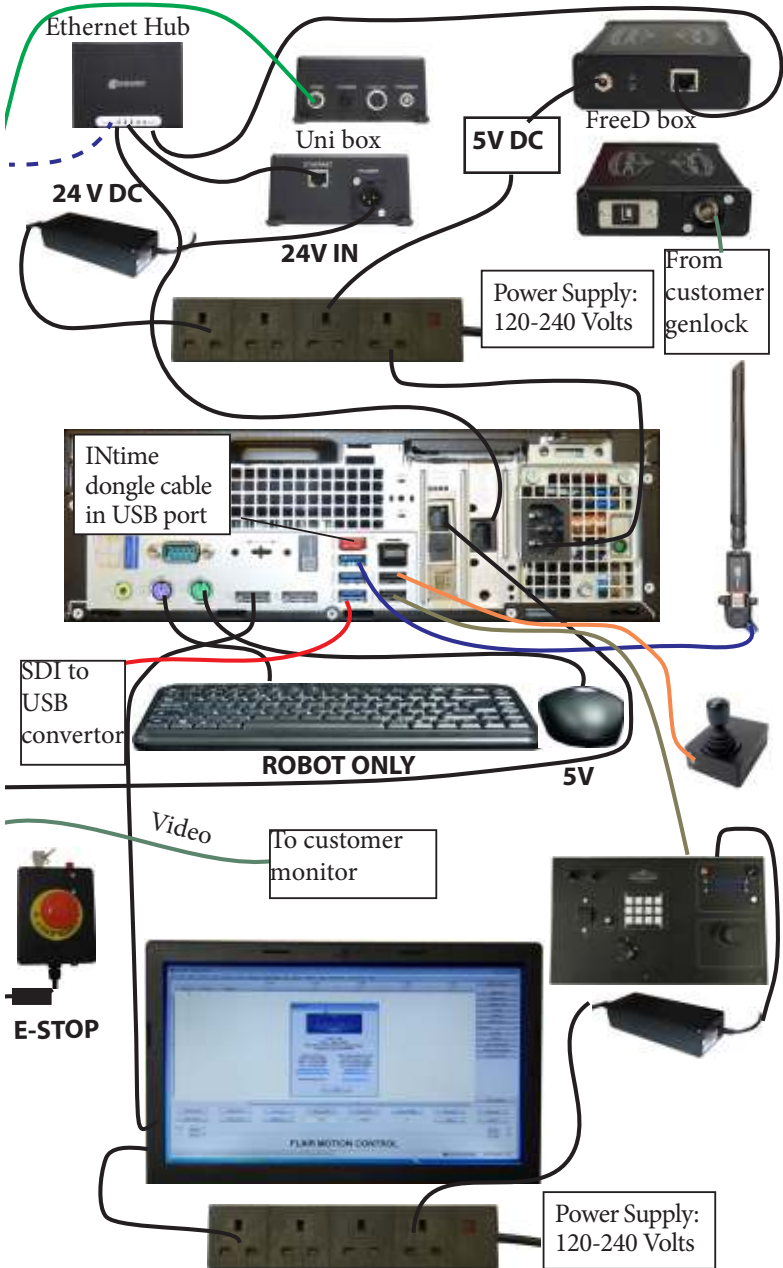 Ethernet Hub
Uni box
ETHERNET
5V DC
FreeD box
24 V DC
24V IN
From
customer
genlock
Power Supply:
120-240 Volts
INtime
dongle cable
in USB port
SDI to
USB
convertor
ROBOT ONLY
5V
Video
To customer
monitor
E-STOP
FLAIR MOTION CONTROL
Power Supply:
120-240 Volts